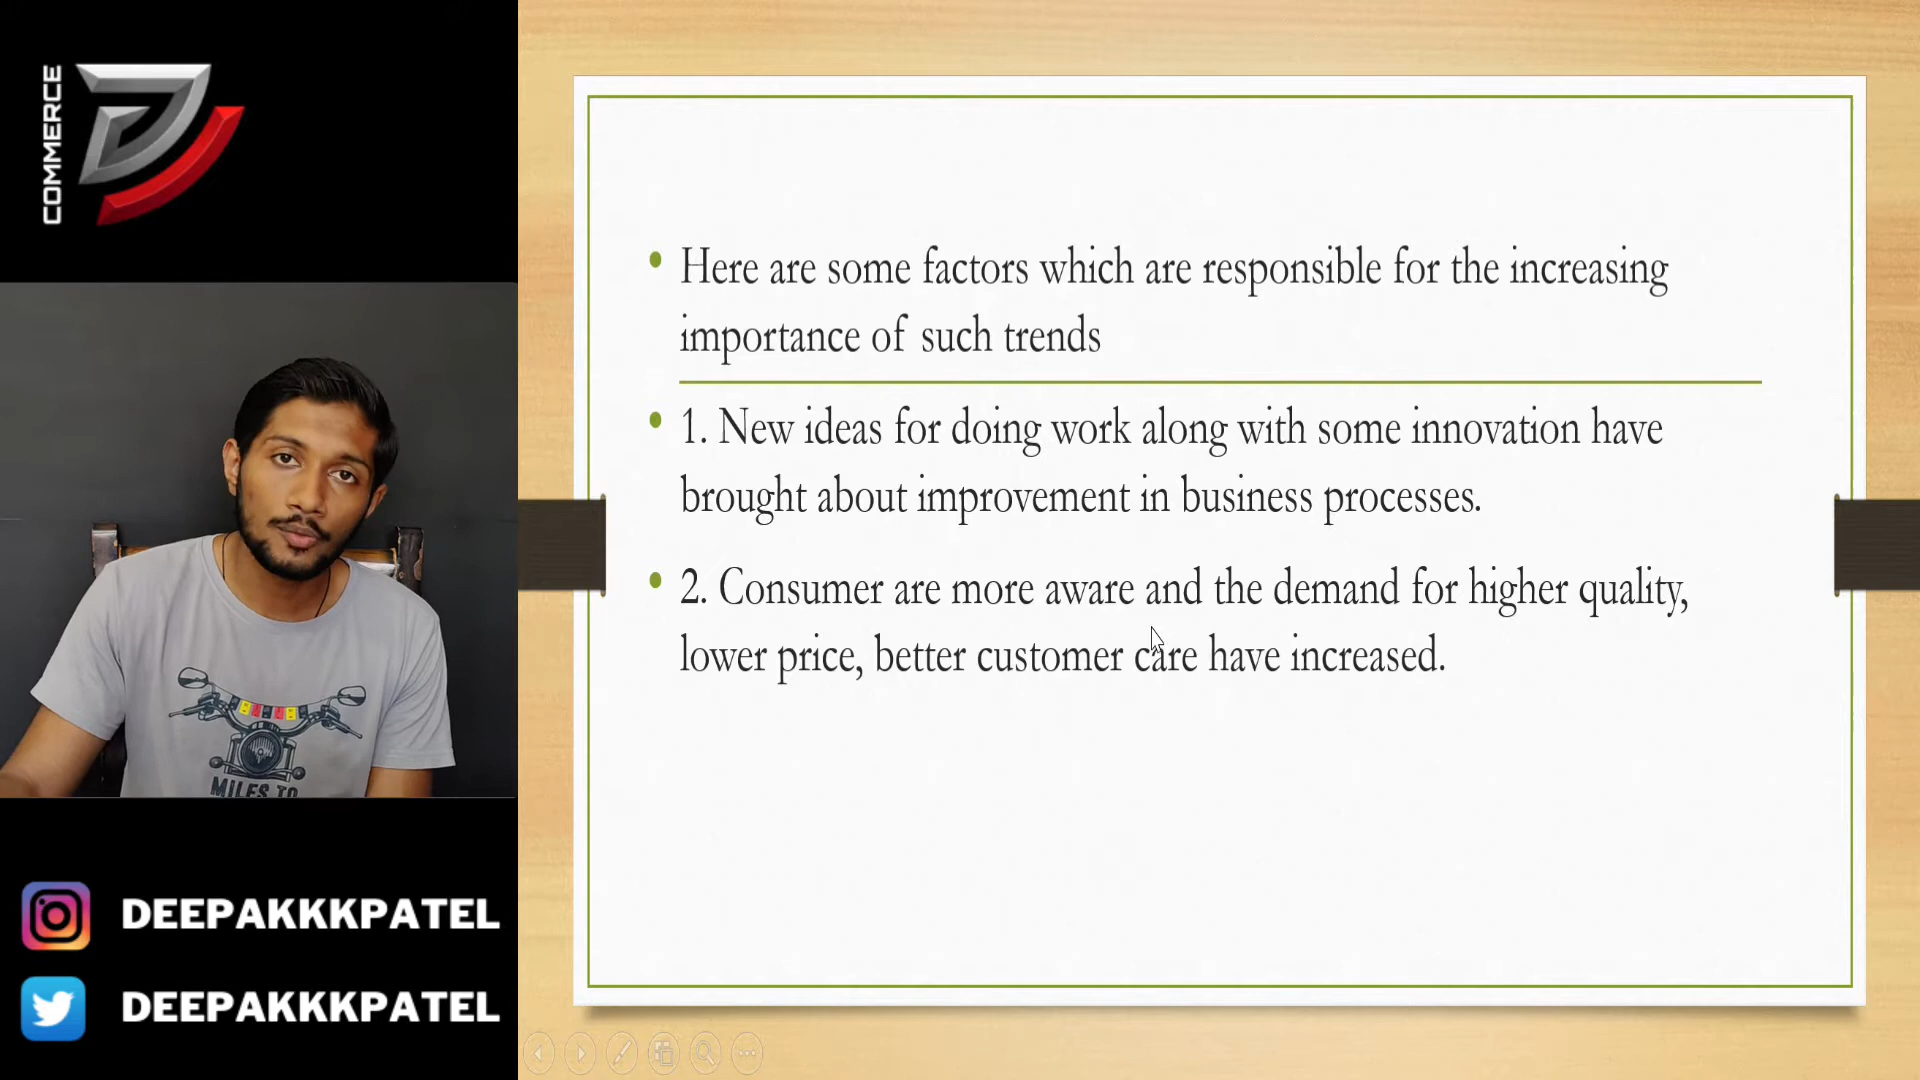 COMMERCE
MILES TO
DEEPAKKKPATEL
DEEPAKKKPATEL
• Here are some factors which are responsible for the increasing
importance of such trends
• 1. New ideas for doing work along with some innovation have
brought about improvement in business processes.
• 2. Consumer are more aware and the demand for higher quality,
lower price, better customer care have increased.